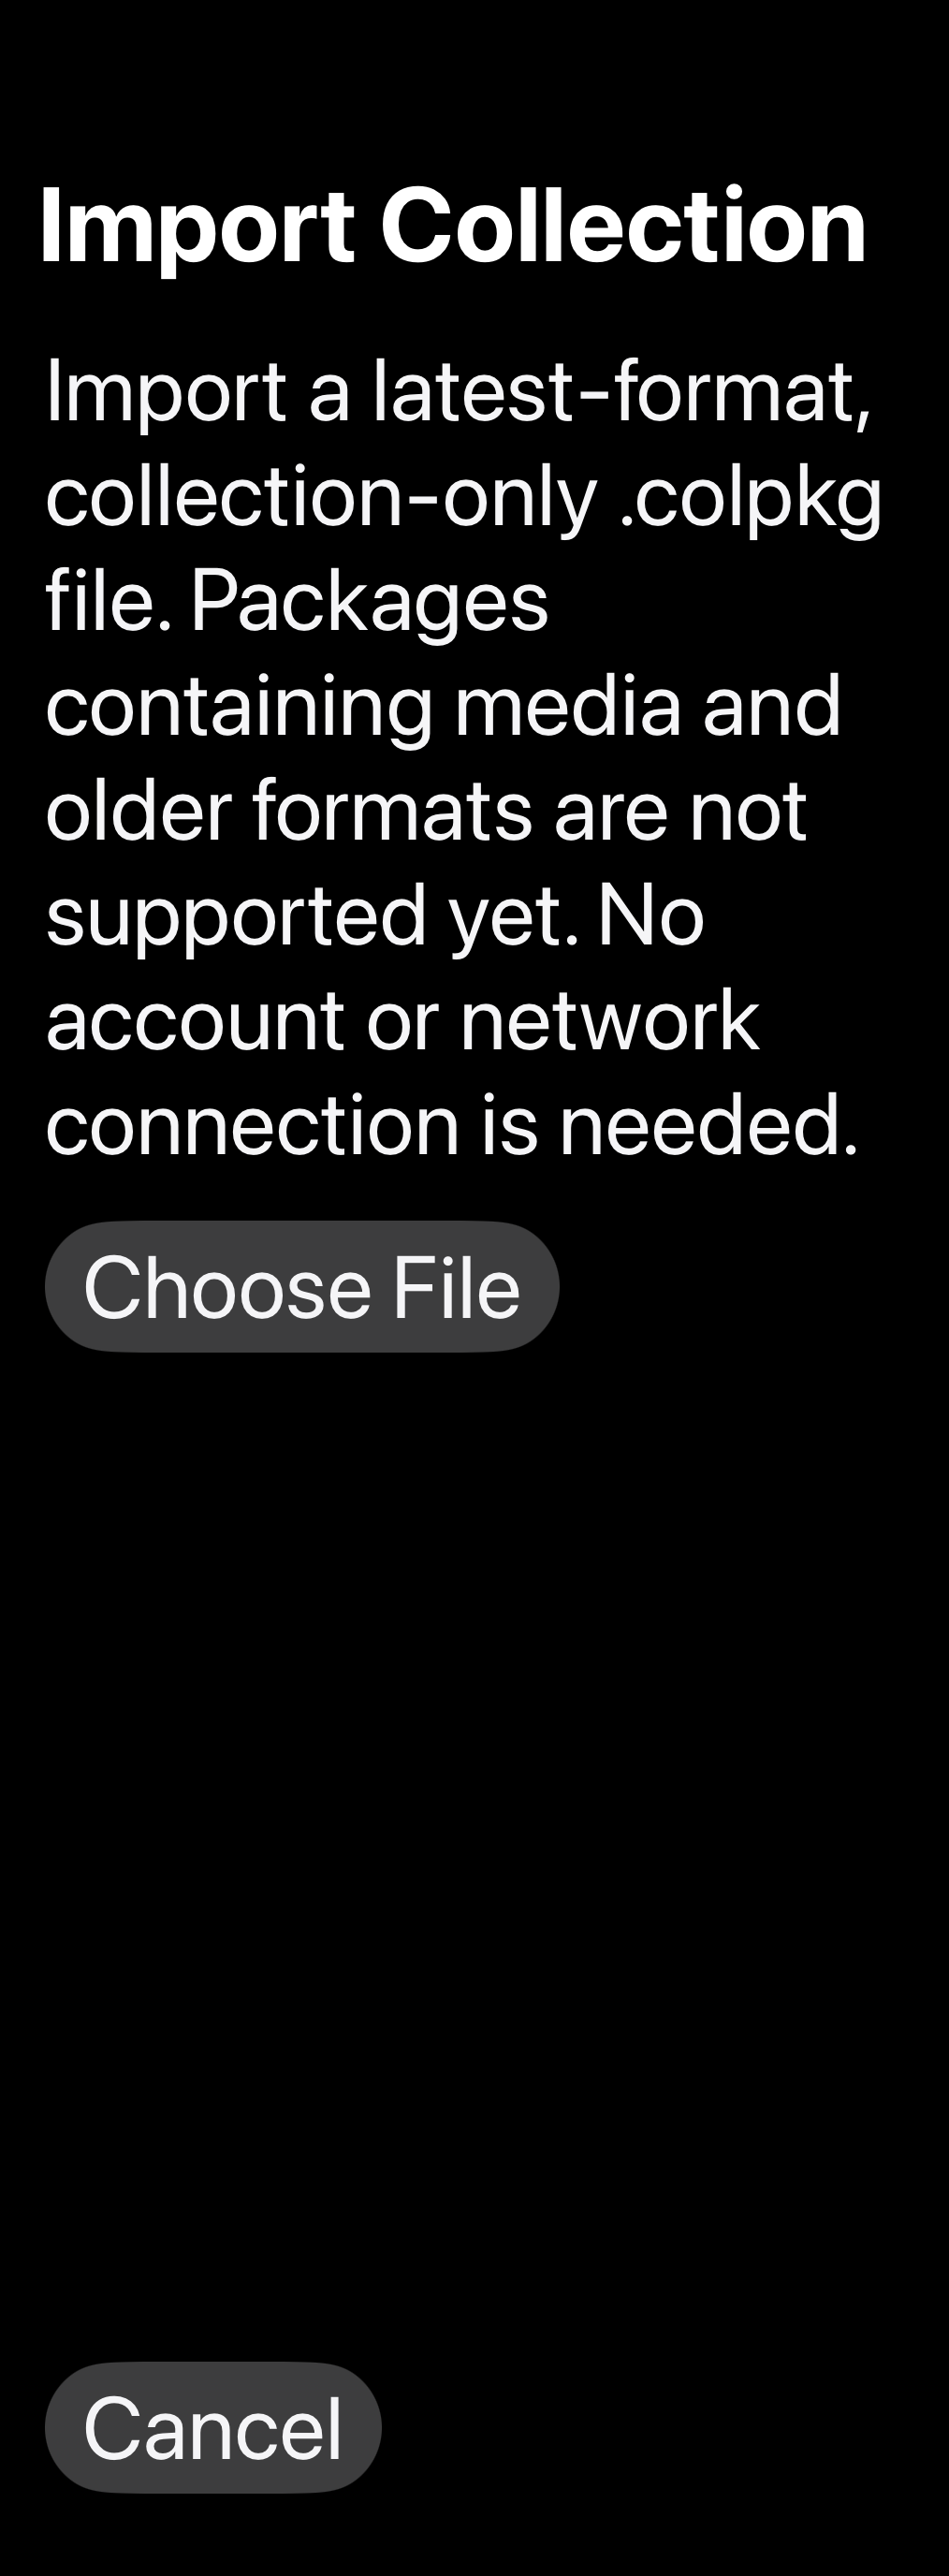 Import Collection
Import a latest-format,
collection-only .colpkg
file. Packages
containing media and
older formats are not
supported yet. No
account or network
connection is needed.
Choose File
Cancel